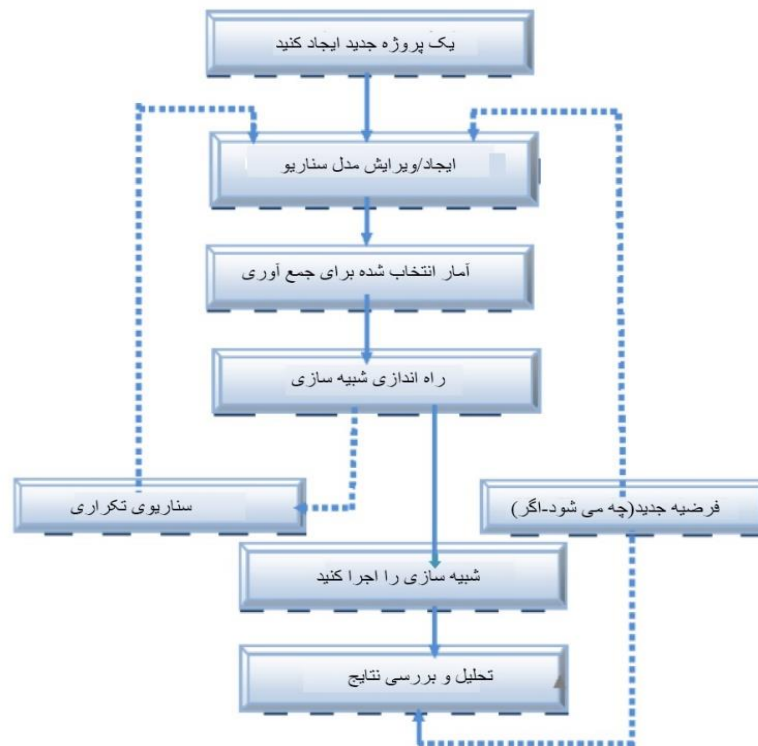 یک پروژه جدید ایجاد کنید
ایجاد/ویرایش مدل سناریو
آمار انتخاب شده برای جمع آوری
راه اندازی شبیه سازی
سناریوی تکراری
فرضیه جدید(چه می شود-اگر)
شبیه سازی را اجرا کنید
تحلیل و بررسی نتایج